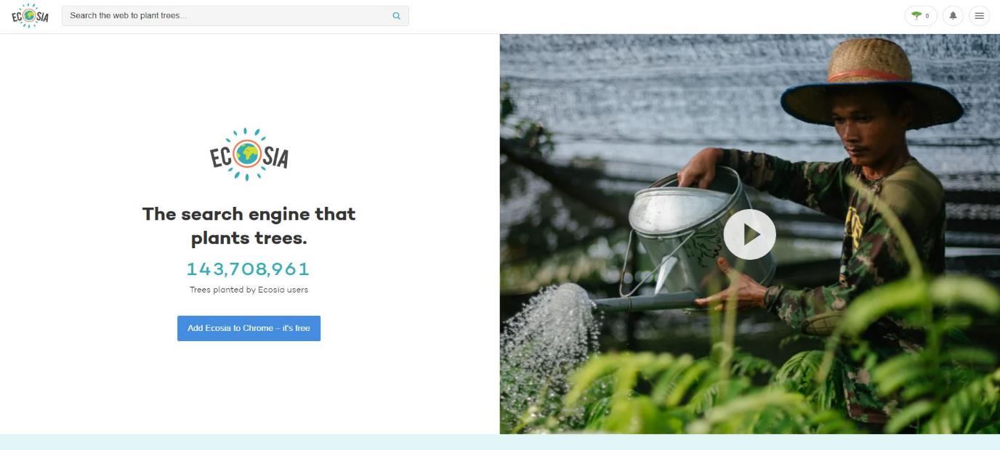 ECOSIA
Search the web to plant trees...
0
ECOSIA
The search engine that
plants trees.
143,708,961
Trees planted by Ecosia users
Add Ecosia to Chrome – it's free